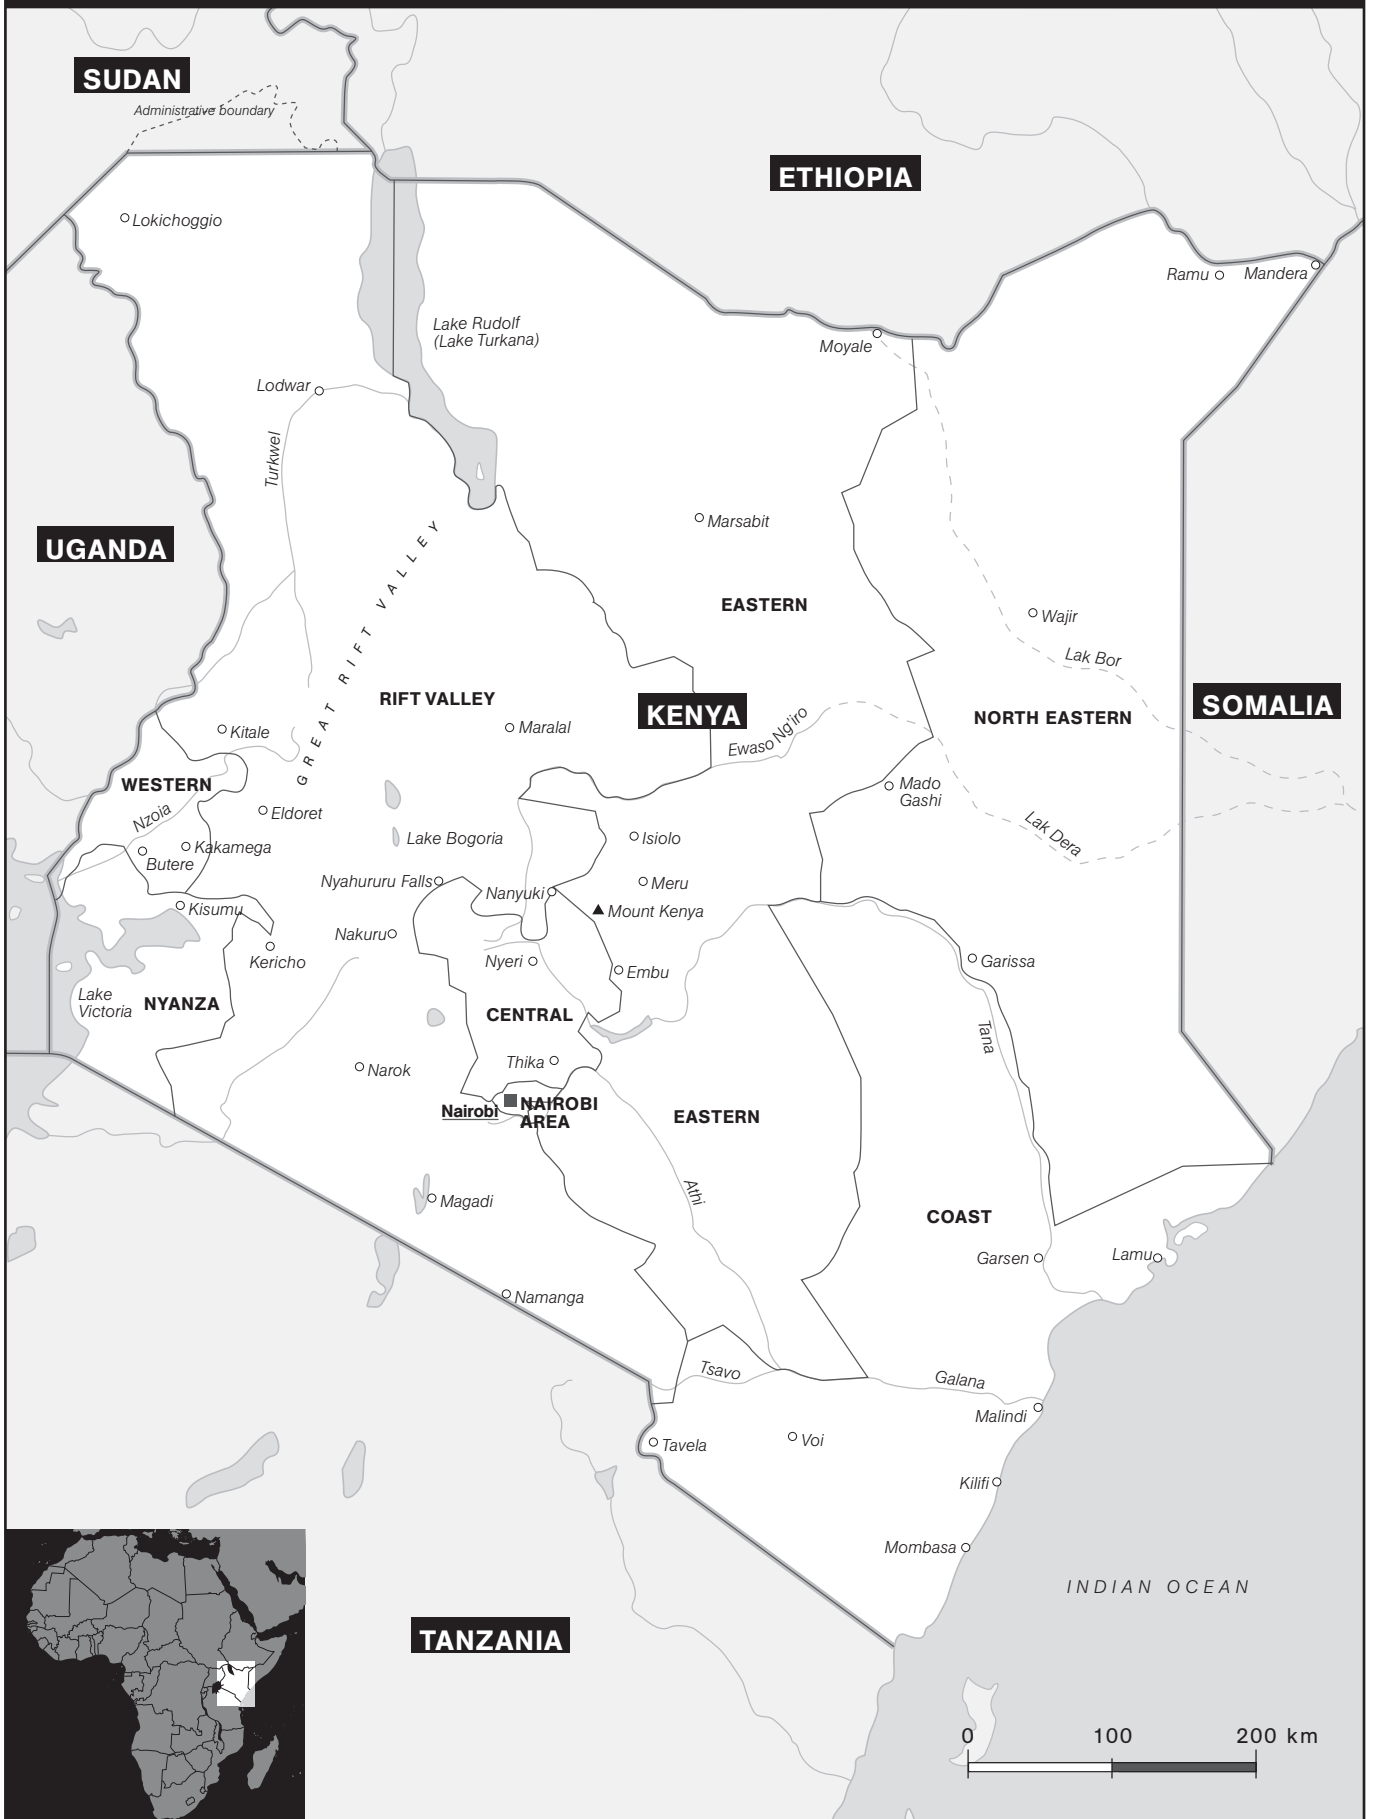 SUDAN
Administrative boundary
ETHIOPIA
Lokichoggio
Ramu
Mandera
Lake Rudolf
(Lake Turkana)
Moyale
Lodwar
Turkwel
Marsabit
UGANDA
GREAT RIFT VALLEY
EASTERN
Wajir
Lak Bor
RIFT VALLEY
KENYA
SOMALIA
NORTH EASTERN
Kitale
Maralal
Ewaso Ng'iro
WESTERN
Mado
Gashi
Nzoia
Eldoret
Lake Bogoria
Isiolo
Lak Dera
Kakamega
Butere
Nyahururu Falls
Nanyuki
Meru
Kisumu
Mount Kenya
Nakuru
Kericho
Nyeri
Embu
Garissa
Lake
Victoria
NYANZA
CENTRAL
Tana
Narok
Thika
Nairobi
NAIROBI
AREA
EASTERN
Magadi
Athi
COAST
Garsen
Lamu
Namanga
Tsavo
Galana
Malindi
Tavela
Voi
Kilifi
Mombasa
INDIAN OCEAN
TANZANIA
0 100 200 km